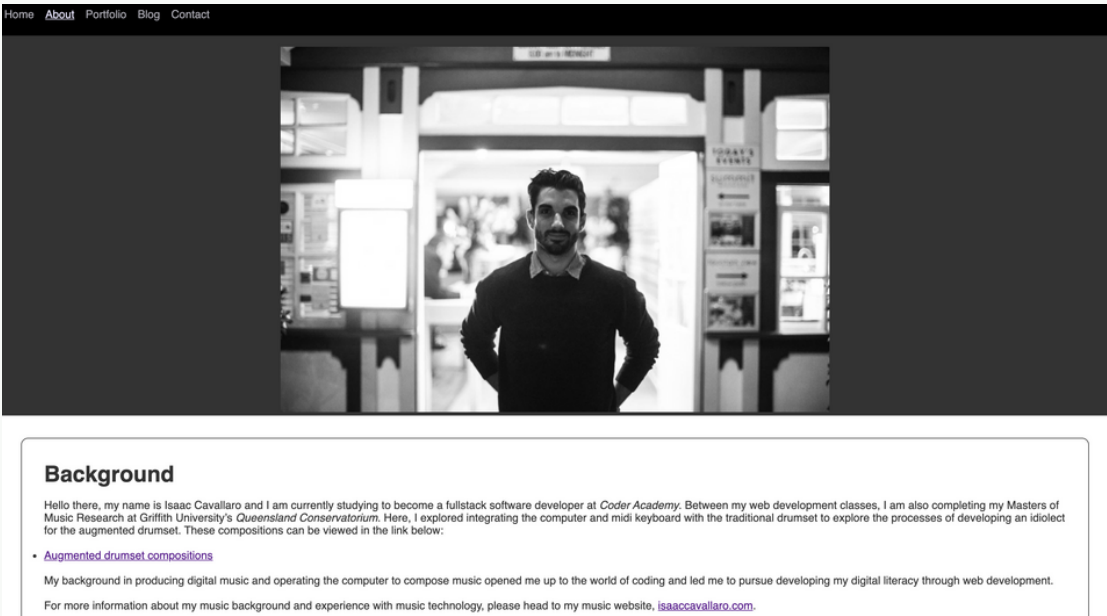 Home About Portfolio Blog Contact
TODAY'S
EVENTS
SUMMIT
Background
Hello there, my name is Isaac Cavallaro and I am currently studying to become a fullstack software developer at Coder Academy. Between my web development classes, I am also completing my Masters of
Music Research at Griffith University's Queensland Conservatorium. Here, I explored integrating the computer and midi keyboard with the traditional drumset to explore the processes of developing an idiolect
for the augmented drumset. These compositions can be viewed in the link below:
• Augmented drumset compositions
My background in producing digital music and operating the computer to compose music opened me up to the world of coding and led me to pursue developing my digital literacy through web development.
For more information about my music background and experience with music technology, please head to my music website, isaaccavallaro.com.